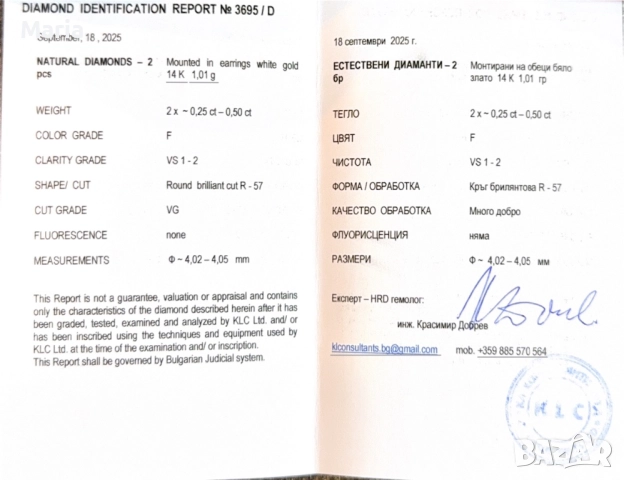 DIAMOND IDENTIFICATION REPORT № 3695 / D
Maria
September, 18 , 2025
NATURAL DIAMONDS – 2 pcs
Mounted in earrings white gold
14 K 1,01 g
WEIGHT 2 x ~ 0,25 ct – 0,50 ct
COLOR GRADE F
CLARITY GRADE VS 1 - 2
SHAPE/ CUT Round brilliant cut R - 57
CUT GRADE VG
FLUORESCENCE none
MEASUREMENTS Φ ~ 4,02 – 4,05 mm
This Report is not a guarantee, valuation or appraisal and contains
only the characteristics of the diamond described herein after it has
been graded, tested, examined and analyzed by KLC Ltd. and/ or
has been inscribed using the techniques and equipment used by
KLC Ltd. at the time of the examination and/ or inscription.
This Report shall be governed by Bulgarian Judicial system.
18 септември 2025 г.
ЕСТЕСТВЕНИ ДИАМАНТИ – 2 бр
Монтирани на обеци бяло
злато 14 К 1,01 гр
ТЕГЛО 2 x ~ 0,25 ct – 0,50 ct
ЦВЯТ F
ЧИСТОТА VS 1 - 2
ФОРМА / ОБРАБОТКА Кръг брилянтова R - 57
КАЧЕСТВО ОБРАБОТКА Много добро
ФЛУОРИСЦЕНЦИЯ няма
РАЗМЕРИ Φ ~ 4,02 – 4,05 мм
Експерт – HRD гемолог:
инж. Красимир Добрев
klconsultants.bg@gmail.com mob. +359 885 570 564
K L C
bazar